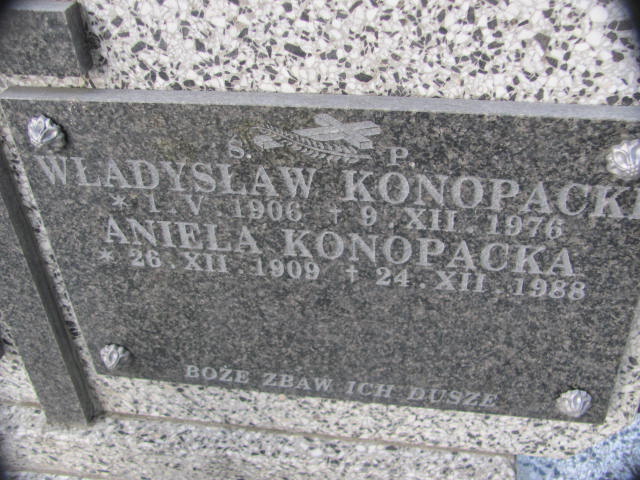 Ś. P.
WŁADYSŁAW KONOPACKI
* 1. V. 1906 ✝ 9. XII. 1976
ANIELA KONOPACKA
* 26. XII. 1909 ✝ 24. XII. 1988
BOŻE ZBAW ICH DUSZE